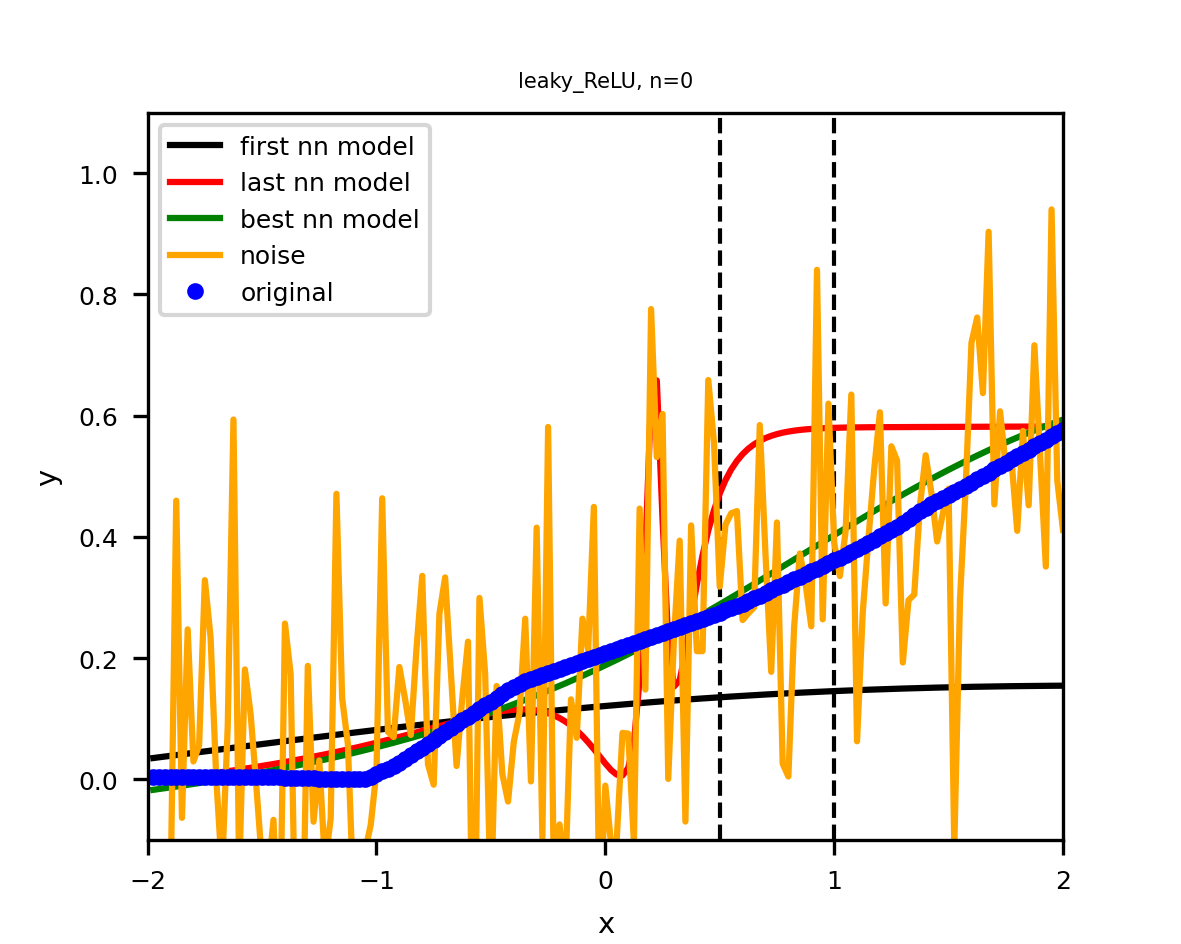 leaky_ReLU, n=0
first nn model
last nn model
best nn model
noise
original
1.0
0.8
0.6
0.4
0.2
0.0
y
−2
−1
0
1
2
x